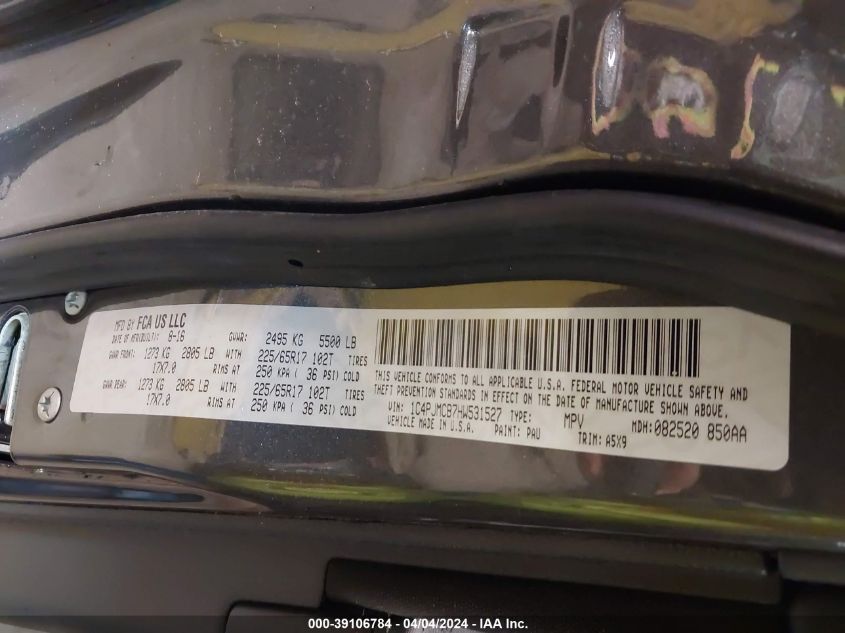 MFD BY FCA US LLC
DATE OF MFR(BUILT): 8-16 GVWR: 2495 KG 5500 LB
GAWR FRONT: 1273 KG 2805 LB WITH 225/65R17 102T TIRES
17X7.0 RIMS AT 250 KPA ( 36 PSI) COLD
GAWR REAR: 1273 KG 2805 LB WITH 225/65R17 102T TIRES
17X7.0 RIMS AT 250 KPA ( 36 PSI) COLD
THIS VEHICLE CONFORMS TO ALL APPLICABLE U.S.A. FEDERAL MOTOR VEHICLE SAFETY AND
THEFT PREVENTION STANDARDS IN EFFECT ON THE DATE OF MANUFACTURE SHOWN ABOVE.
VIN: 1C4PJMCB7HW531527 TYPE: MPV MDH: 082520 850AA
VEHICLE MADE IN U.S.A. PAINT: PAU TRIM: A5X9
000-39106784 - 04/04/2024 - IAA Inc.